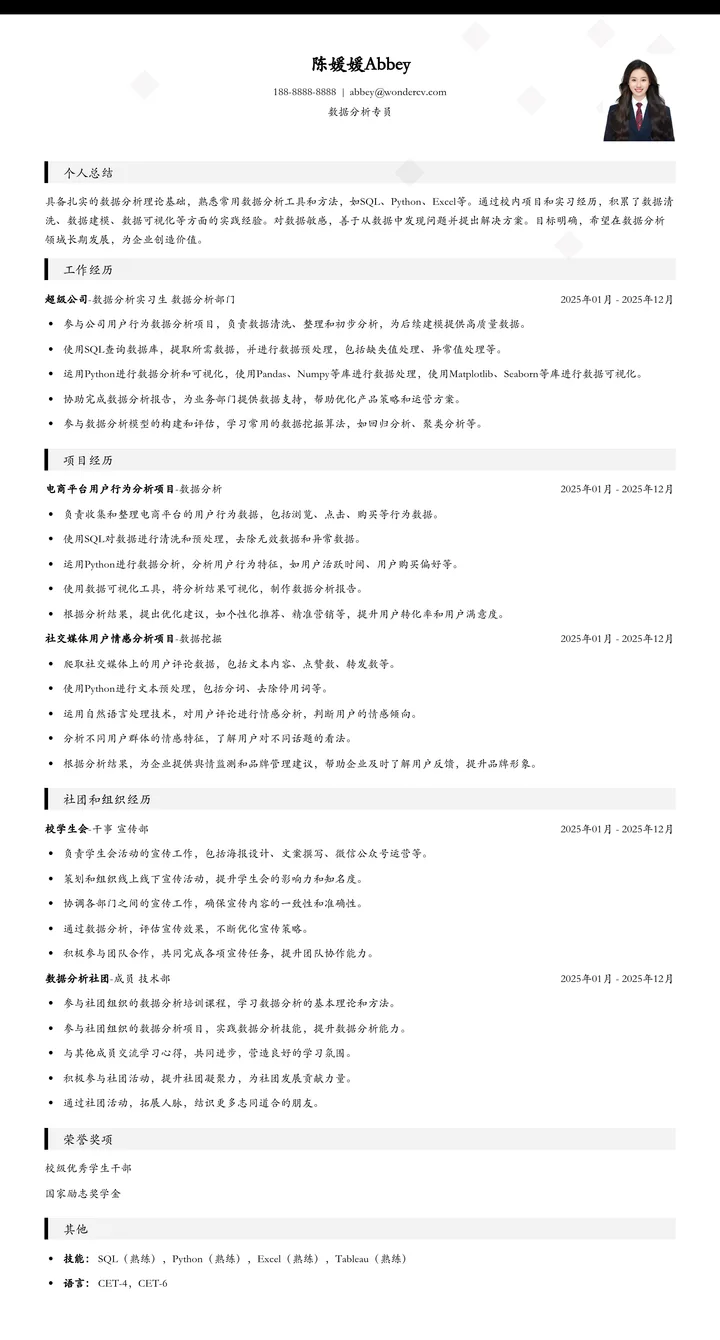 陈媛媛Abbey
188-8888-8888 | abbey@wondercv.com
数据分析专员
个人总结
具备扎实的数据分析理论基础，熟悉常用数据分析工具和方法，如SQL、Python、Excel等。通过校内项目和实习经历，积累了数据清
洗、数据建模、数据可视化等方面的实践经验。对数据敏感，善于从数据中发现问题并提出解决方案。目标明确，希望在数据分析
领域长期发展，为企业创造价值。
工作经历
超级公司-数据分析实习生 数据分析部门 2025年01月 - 2025年12月
• 参与公司用户行为数据分析项目，负责数据清洗、整理和初步分析，为后续建模提供高质量数据。
• 使用SQL查询数据库，提取所需数据，并进行数据预处理，包括缺失值处理、异常值处理等。
• 运用Python进行数据分析和可视化，使用Pandas、Numpy等库进行数据处理，使用Matplotlib、Seaborn等库进行数据可视化。
• 协助完成数据分析报告，为业务部门提供数据支持，帮助优化产品策略和运营方案。
• 参与数据分析模型的构建和评估，学习常用的数据挖掘算法，如回归分析、聚类分析等。
项目经历
电商平台用户行为分析项目-数据分析 2025年01月 - 2025年12月
• 负责收集和整理电商平台的用户行为数据，包括浏览、点击、购买等行为数据。
• 使用SQL对数据进行清洗和预处理，去除无效数据和异常数据。
• 运用Python进行数据分析，分析用户行为特征，如用户活跃时间、用户购买偏好等。
• 使用数据可视化工具，将分析结果可视化，制作数据分析报告。
• 根据分析结果，提出优化建议，如个性化推荐、精准营销等，提升用户转化率和用户满意度。
社交媒体用户情感分析项目-数据挖掘 2025年01月 - 2025年12月
• 爬取社交媒体上的用户评论数据，包括文本内容、点赞数、转发数等。
• 使用Python进行文本预处理，包括分词、去除停用词等。
• 运用自然语言处理技术，对用户评论进行情感分析，判断用户的情感倾向。
• 分析不同用户群体的情感特征，了解用户对不同话题的看法。
• 根据分析结果，为企业提供舆情监测和品牌管理建议，帮助企业及时了解用户反馈，提升品牌形象。
社团和组织经历
校学生会-干事 宣传部 2025年01月 - 2025年12月
• 负责学生会活动的宣传工作，包括海报设计、文案撰写、微信公众号运营等。
• 策划和组织线上线下宣传活动，提升学生会的影响力和知名度。
• 协调各部门之间的宣传工作，确保宣传内容的一致性和准确性。
• 通过数据分析，评估宣传效果，不断优化宣传策略。
• 积极参与团队合作，共同完成各项宣传任务，提升团队协作能力。
数据分析社团-成员 技术部 2025年01月 - 2025年12月
• 参与社团组织的数据分析培训课程，学习数据分析的基本理论和方法。
• 参与社团组织的数据分析项目，实践数据分析技能，提升数据分析能力。
• 与其他成员交流学习心得，共同进步，营造良好的学习氛围。
• 积极参与社团活动，提升社团凝聚力，为社团发展贡献力量。
• 通过社团活动，拓展人脉，结识更多志同道合的朋友。
荣誉奖项
校级优秀学生干部
国家励志奖学金
其他
• 技能： SQL（熟练）, Python（熟练）, Excel（熟练）, Tableau（熟练）
• 语言： CET-4，CET-6